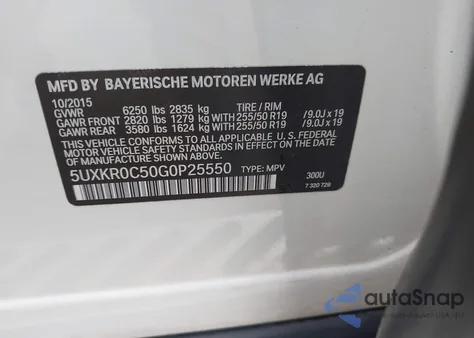 MFD BY BAYERISCHE MOTOREN WERKE AG
10/2015
GVWR 6250 lbs 2835 kg TIRE / RIM
GAWR FRONT 2820 lbs 1279 kg WITH 255/50 R19 /9.0J x 19
GAWR REAR 3580 lbs 1624 kg WITH 255/50 R19 /9.0J x 19
THIS VEHICLE CONFORMS TO ALL APPLICABLE U.S. FEDERAL
MOTOR VEHICLE SAFETY STANDARDS IN EFFECT ON THE
DATE OF MANUFACTURE SHOWN ABOVE.
5UXKR0C50G0P25550 TYPE: MPV
300U
7 320 728
autoSnap